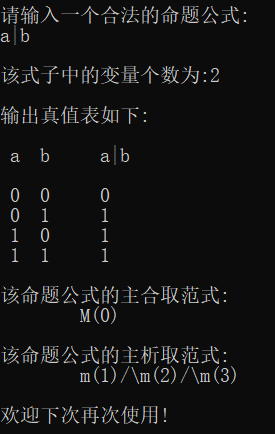 请输入一个合法的命题公式:
a|b
该式子中的变量个数为:2
输出真值表如下:
a b a|b
0 0 0
0 1 1
1 0 1
1 1 1
该命题公式的主合取范式:
M(0)
该命题公式的主析取范式:
m(1)/\m(2)/\m(3)
欢迎下次再次使用!